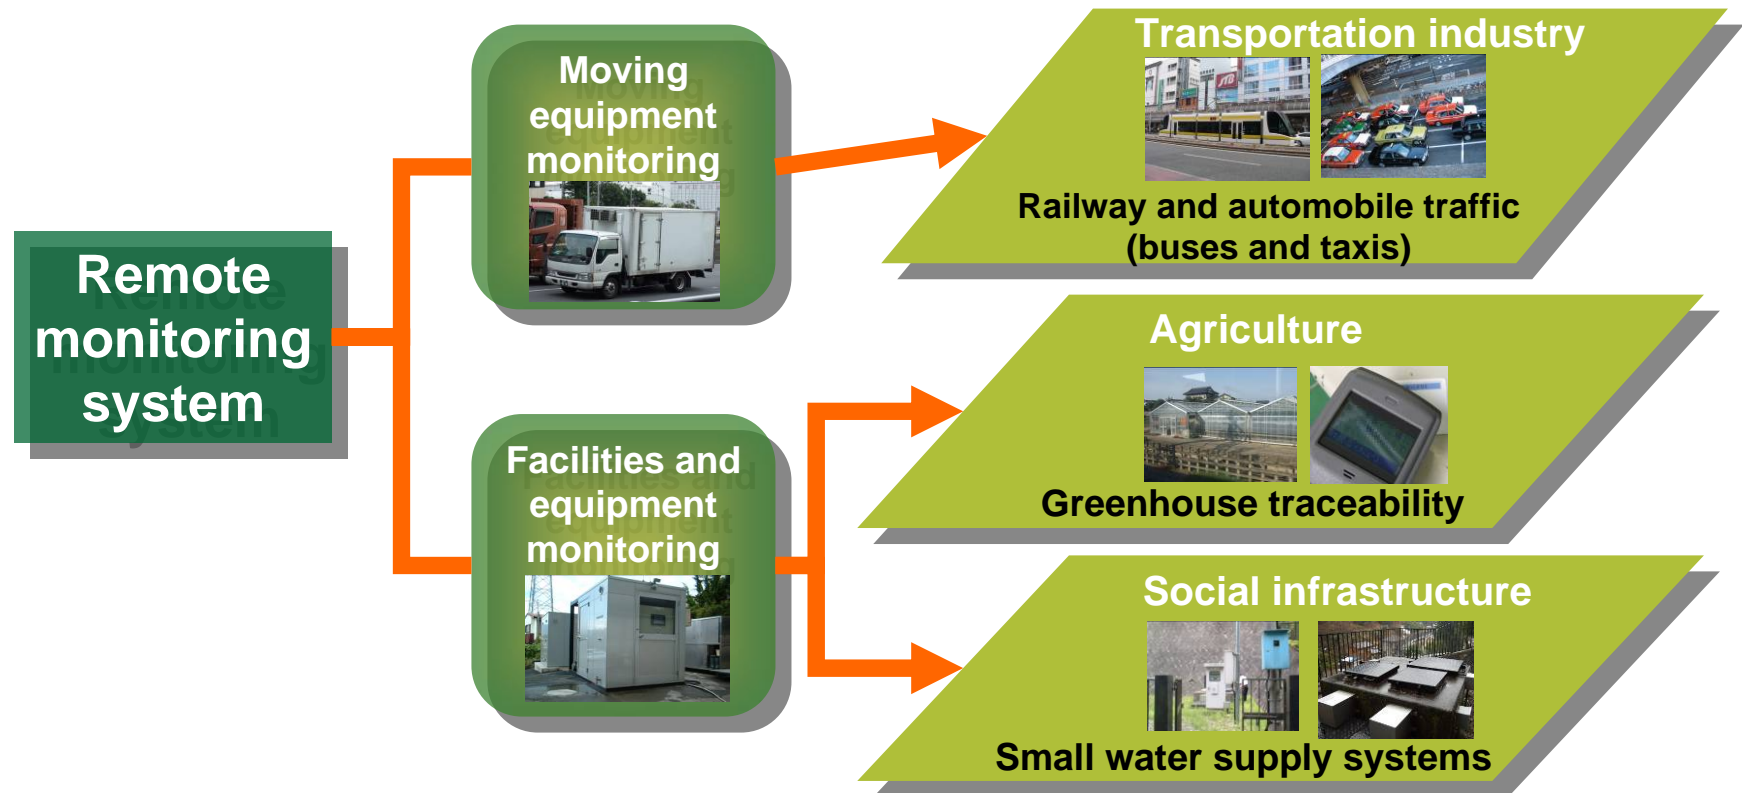 Remote
monitoring
system
Moving
equipment
monitoring
Facilities and
equipment
monitoring
Transportation industry
JTB
Railway and automobile traffic
(buses and taxis)
Agriculture
Greenhouse traceability
Social infrastructure
Small water supply systems